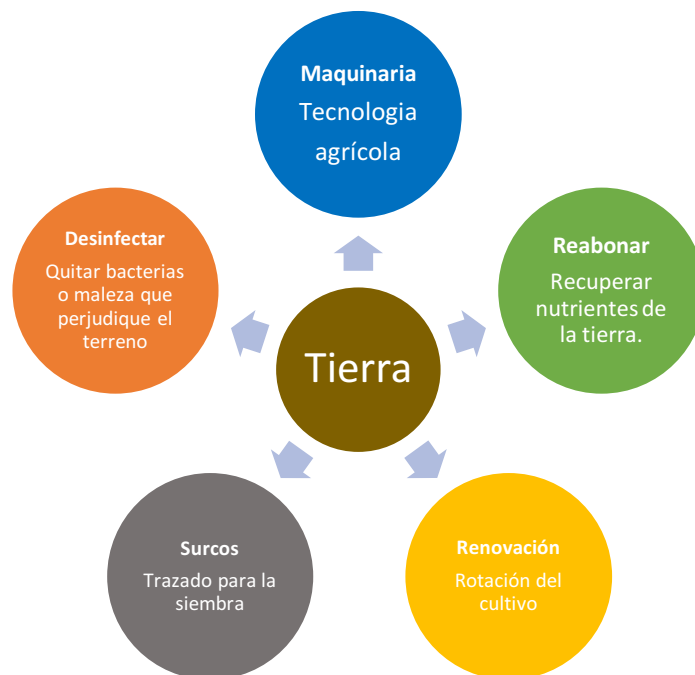 Maquinaria
Tecnologia
agrícola
Desinfectar
Quitar bacterias
o maleza que
perjudique el
terreno
Reabonar
Recuperar
nutrientes de
la tierra.
Tierra
Surcos
Trazado para la
siembra
Renovación
Rotación del
cultivo